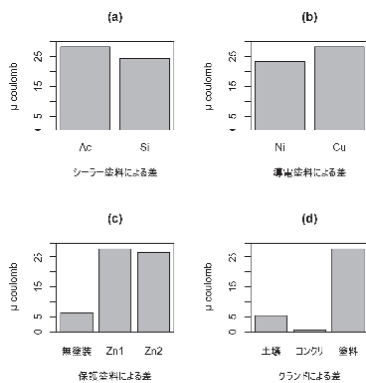 (a)
μ coulomb
5 15 25
Ac Si
シーラー塗料による差
(b)
μ coulomb
5 15 25
Ni Cu
導電塗料による差
(c)
μ coulomb
0 5 15 25
無塗装 Zn1 Zn2
保護塗料による差
(d)
μ coulomb
0 5 15 25
土壌 コンクリ 塗料
グランドによる差